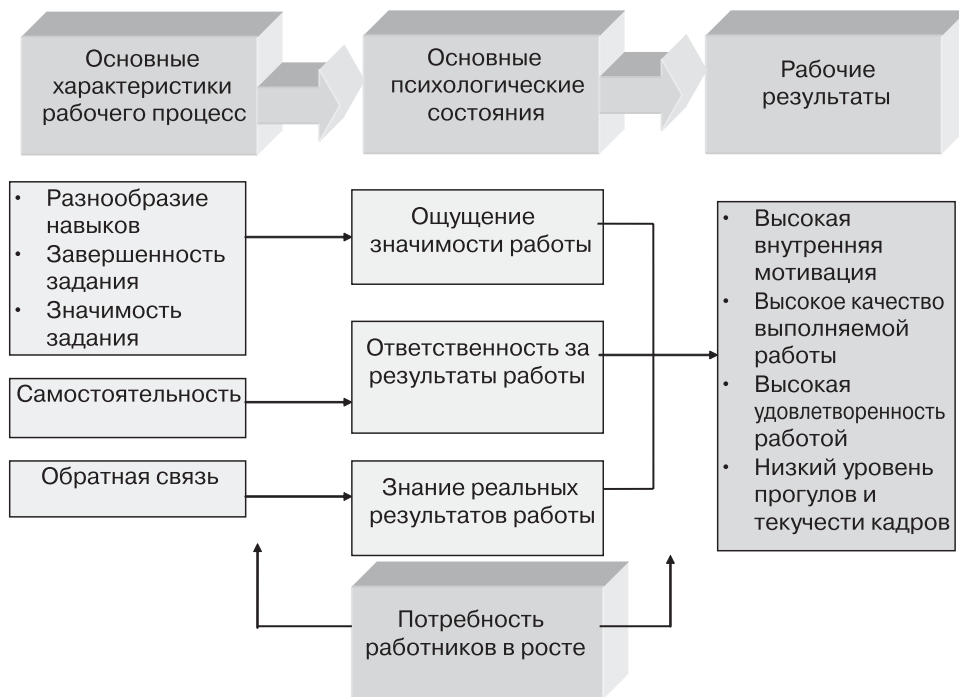 Основные
характеристики
рабочего процесс
Основные
психологические
состояния
Рабочие
результаты
• Разнообразие
навыков
• Завершенность
задания
• Значимость
задания
Самостоятельность
Обратная связь
Ощущение
значимости работы
Ответственность за
результаты работы
Знание реальных
результатов работы
• Высокая
внутренняя
мотивация
• Высокое качество
выполняемой
работы
• Высокая
удовлетворенность
работой
• Низкий уровень
прогулов и
текучести кадров
Потребность
работников в росте